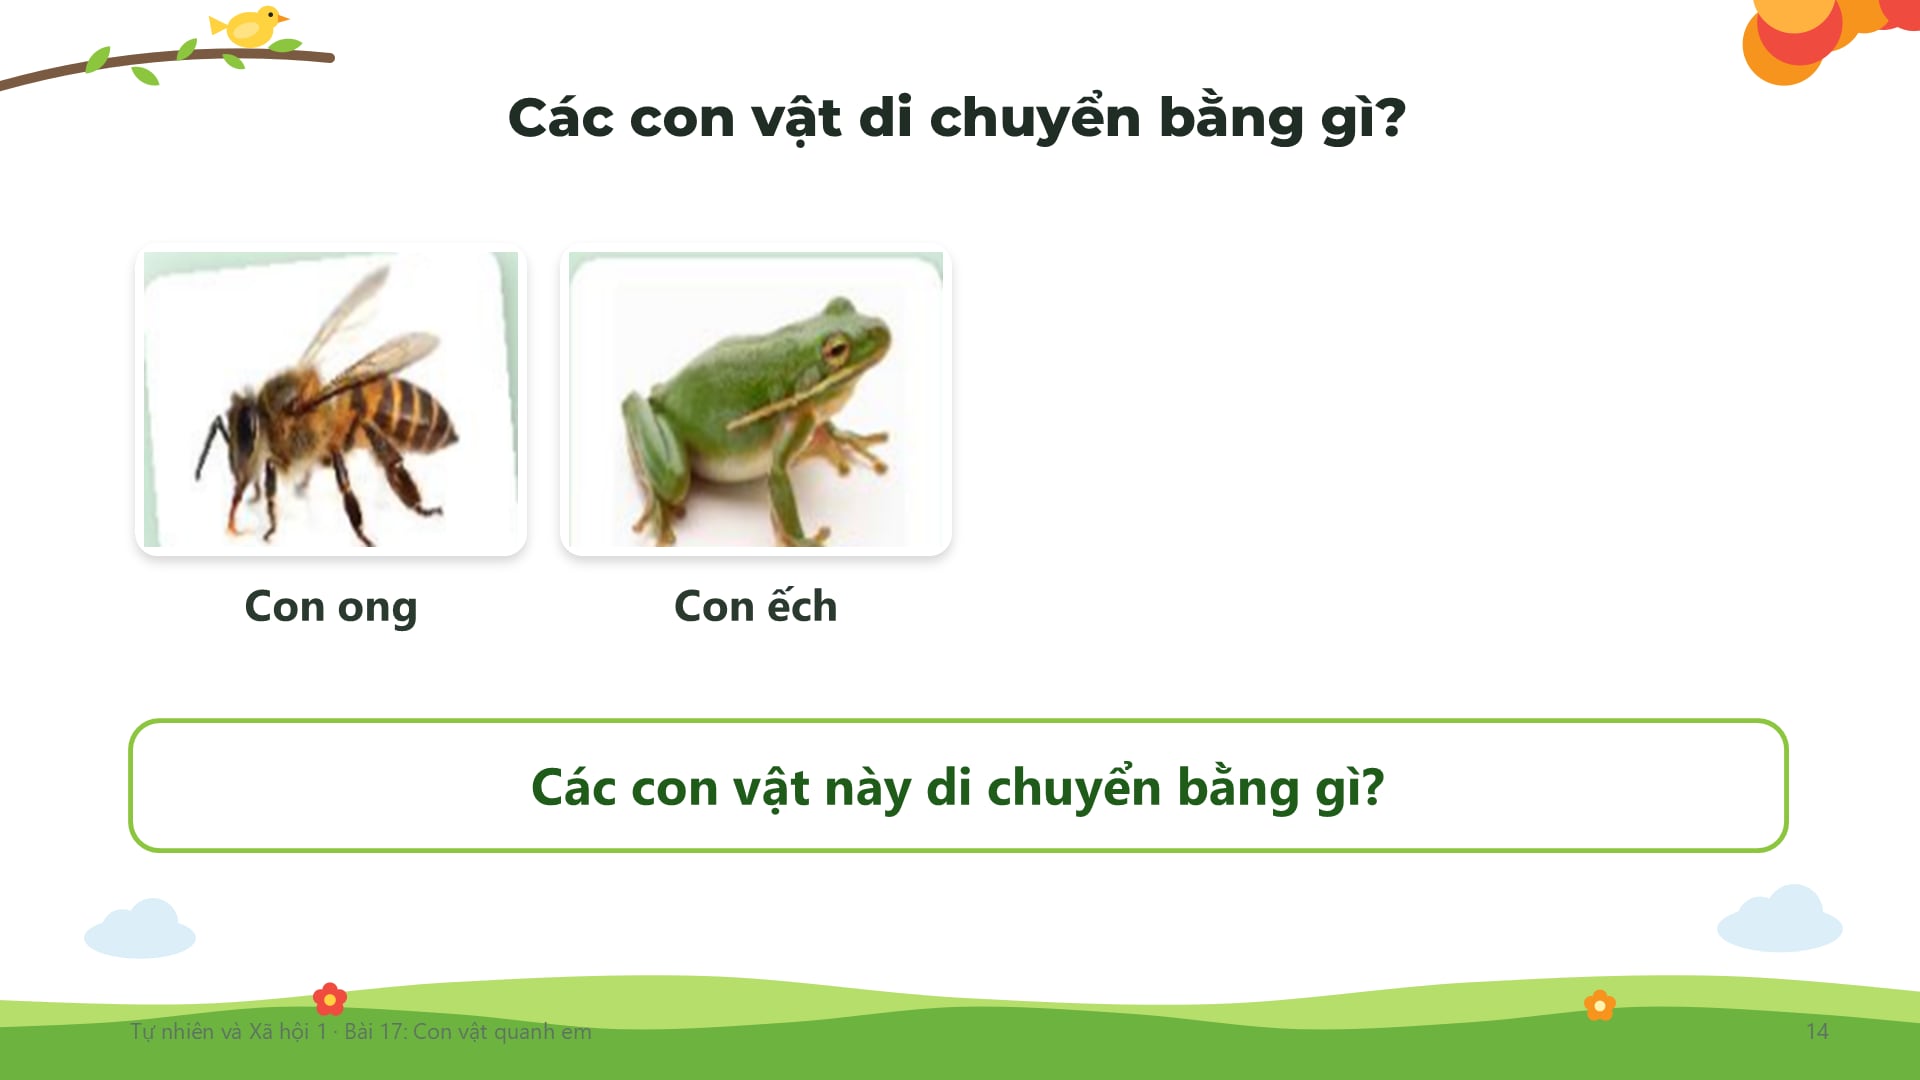 Các con vật di chuyển bằng gì?
Con ong
Con ếch
Các con vật này di chuyển bằng gì?
Tự nhiên và Xã hội 1 · Bài 17: Con vật quanh em
14